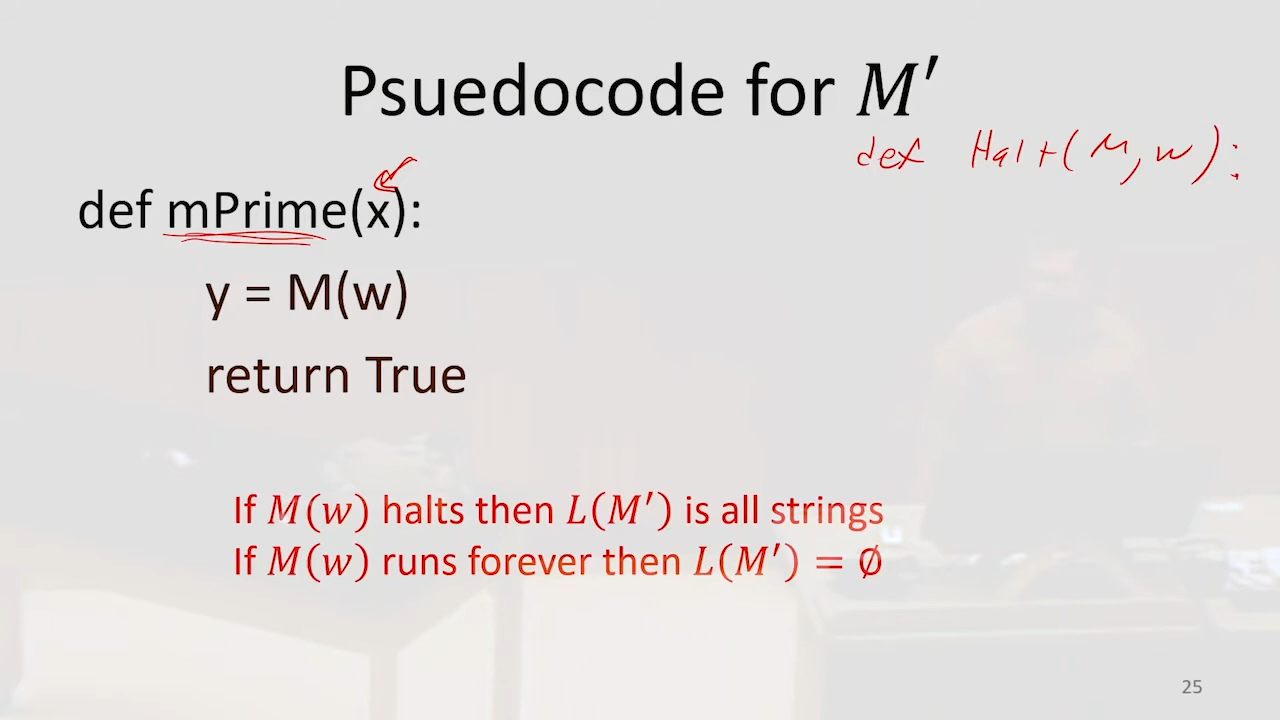 Psuedocode for 𝑀′
def Halt(M, w):
def mPrime(x):
y = M(w)
return True
If 𝑀(𝑤) halts then 𝐿(𝑀′) is all strings
If 𝑀(𝑤) runs forever then 𝐿(𝑀′) = ∅
25